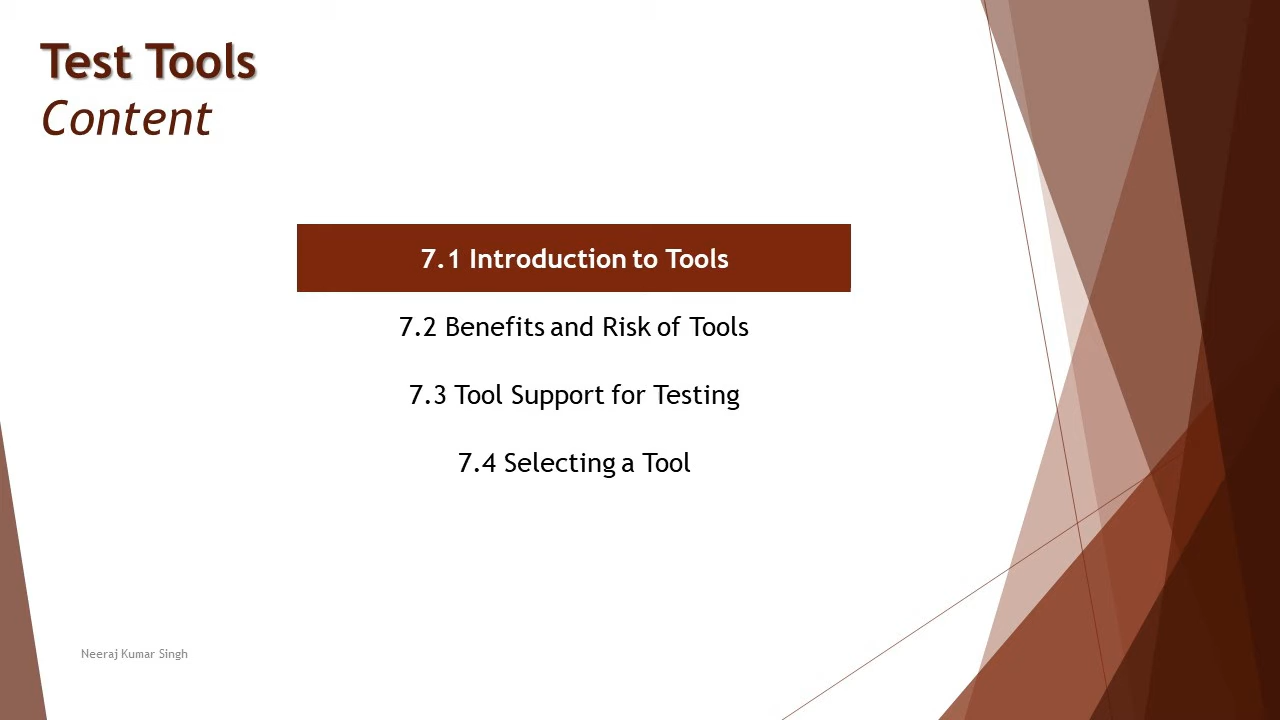 Test Tools
Content
7.1 Introduction to Tools
7.2 Benefits and Risk of Tools
7.3 Tool Support for Testing
7.4 Selecting a Tool
Neeraj Kumar Singh